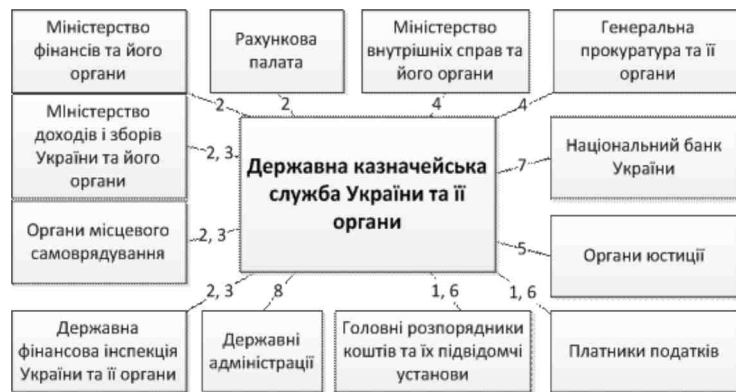 Міністерство
фінансів та його
органи
Рахункова
палата
Міністерство
внутрішніх справ та
його органи
Генеральна
прокуратура та її
органи
2
2
4
4
МІністерство
доходів і зборів
України та його
органи
2, 3
Державна казначейська
служба України та її
органи
7
Національний банк
України
Органи місцевого
самоврядування
2, 3
5
Органи юстиції
2, 3
8
1, 6
1, 6
Державна
фінансова інспекція
України та її органи
Державні
адміністрації
Головні розпорядники
коштів та їх підвідомчі
установи
Платники податків